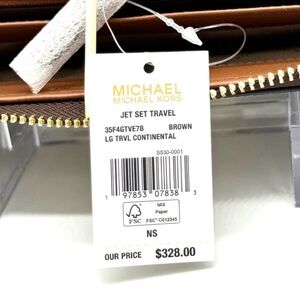 MICHAEL
MICHAEL KORS
JET SET TRAVEL
35F4GTVE7B BROWN
LG TRVL CONTINENTAL
S530-0001
1 97853 07838 3
FSC
MIX
Paper
FSC® C012345
NS
OUR PRICE $328.00